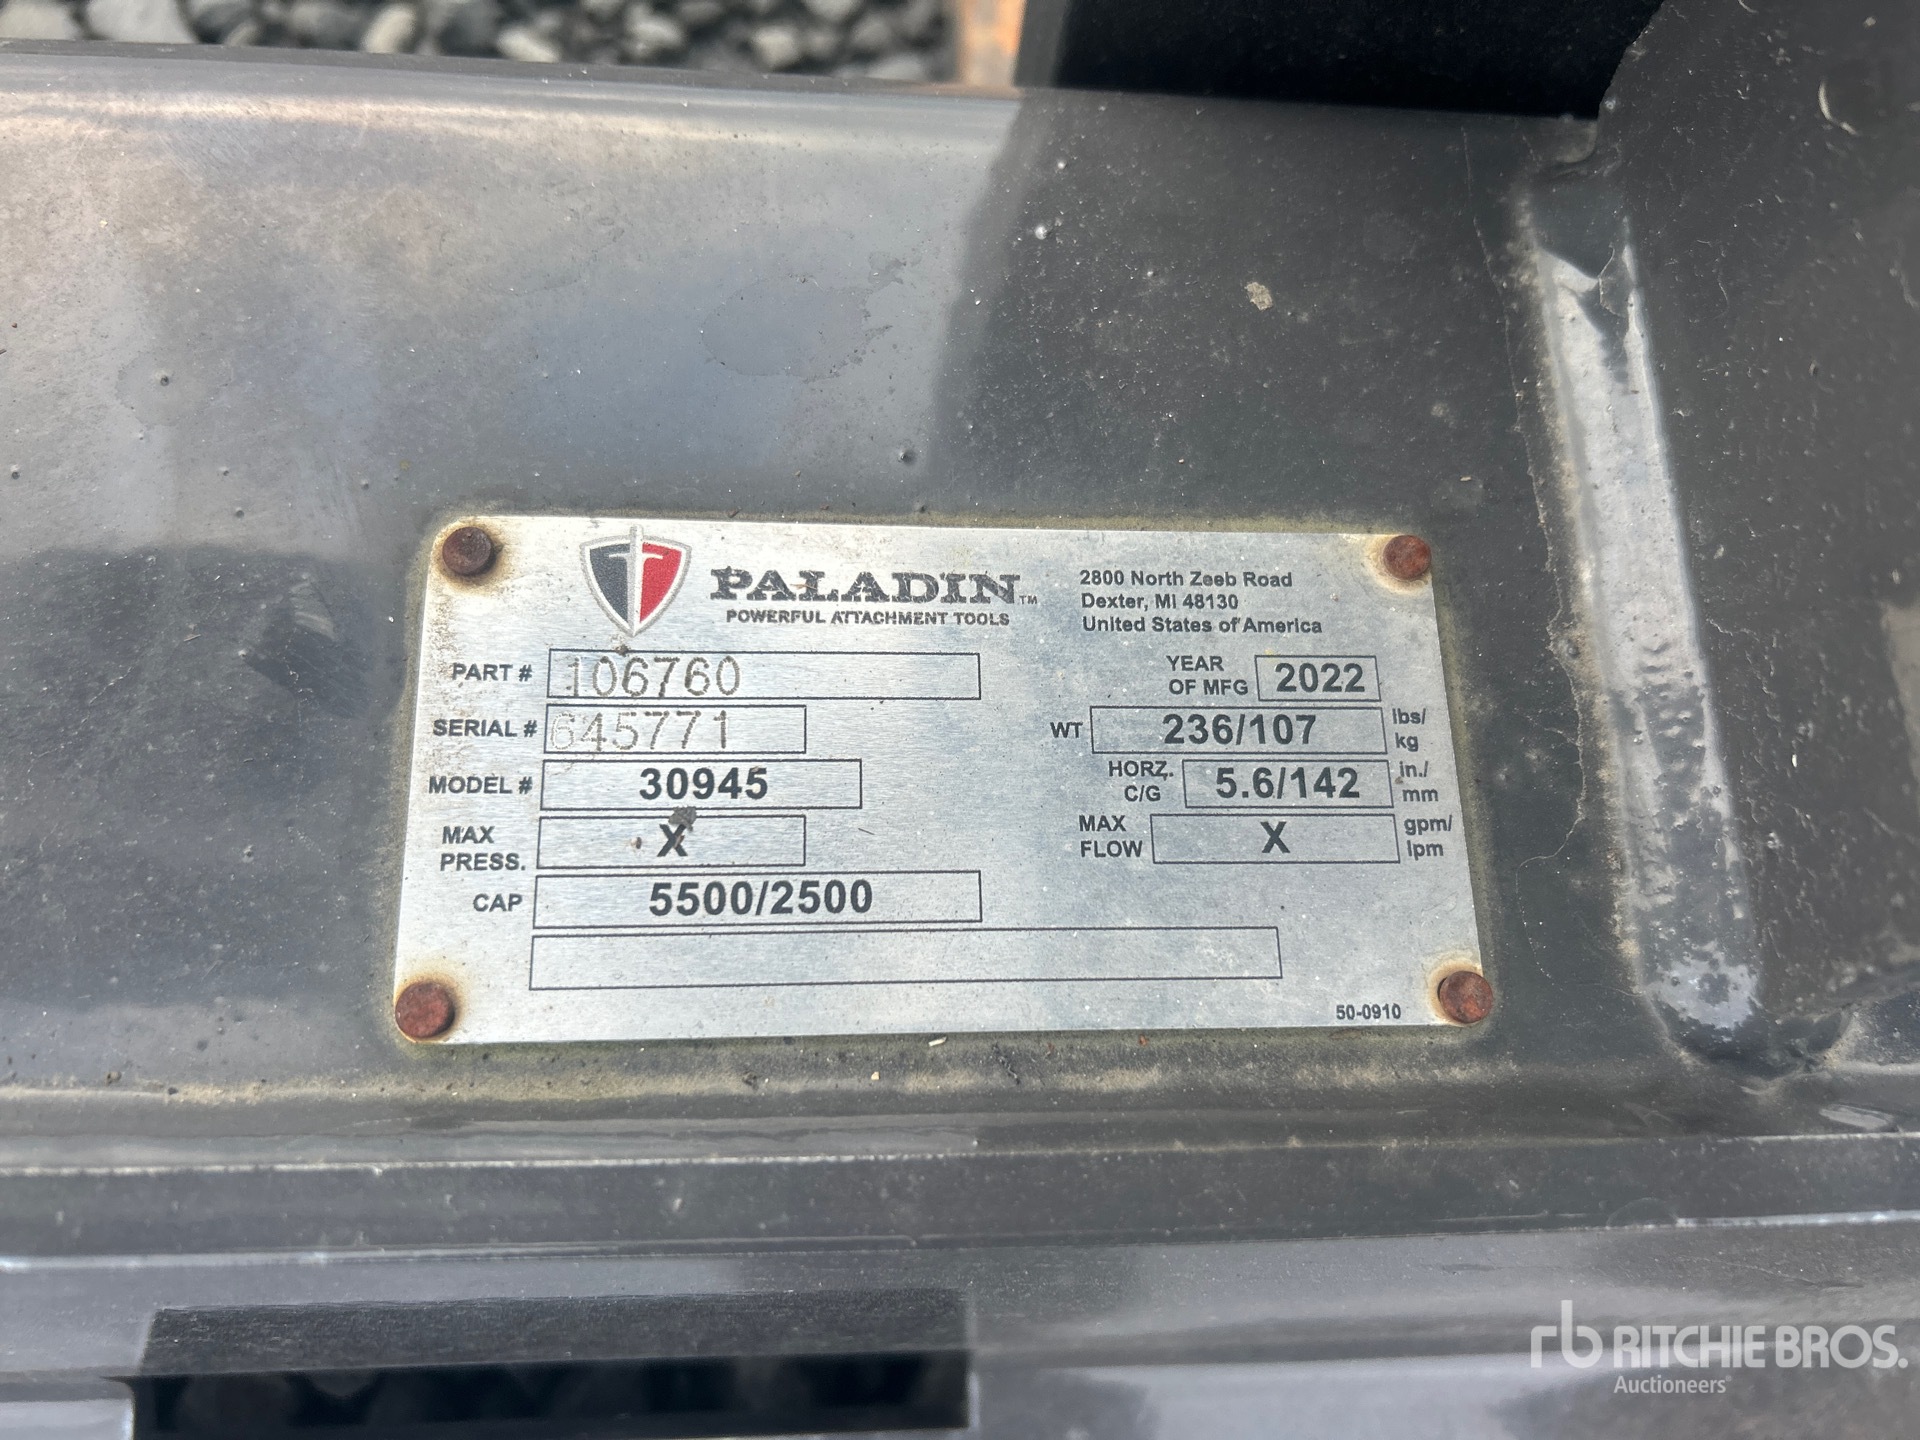 PALADIN™
POWERFUL ATTACHMENT TOOLS
2800 North Zeeb Road
Dexter, MI 48130
United States of America
PART # 106760
YEAR OF MFG 2022
SERIAL # 645771
WT 236/107 lbs/ kg
MODEL # 30945
HORZ. C/G 5.6/142 in./ mm
MAX PRESS. X
MAX FLOW X gpm/ lpm
CAP 5500/2500
50-0910
rb RITCHIE BROS.
Auctioneers